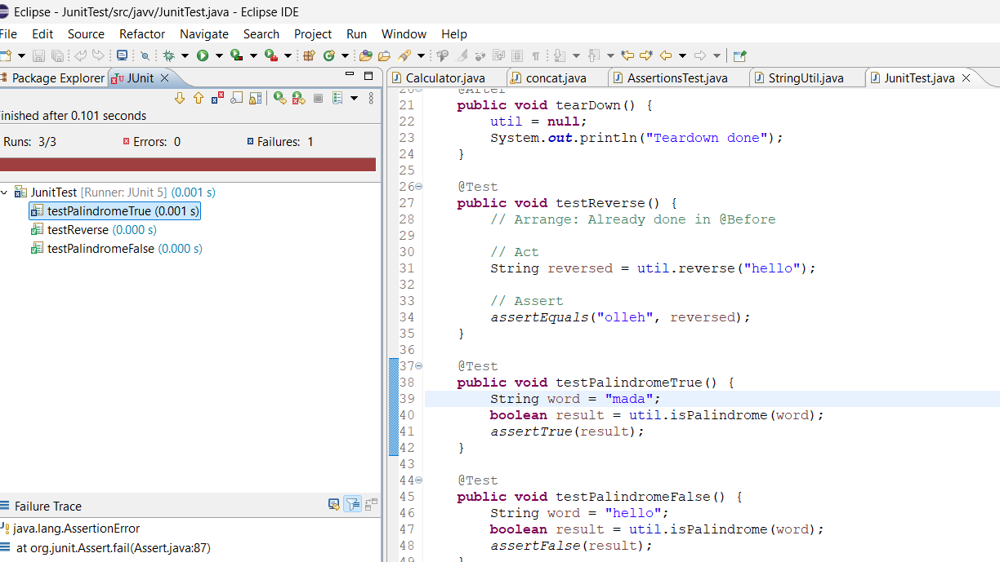 Eclipse - JunitTest/src/javv/JunitTest.java - Eclipse IDE
File Edit Source Refactor Navigate Search Project Run Window Help
Package Explorer JUnit
Calculator.java concat.java AssertionsTest.java StringUtil.java JunitTest.java
inished after 0.101 seconds
Runs: 3/3 Errors: 0 Failures: 1
JunitTest [Runner: JUnit 5] (0.001 s)
testPalindromeTrue (0.001 s)
testReverse (0.000 s)
testPalindromeFalse (0.000 s)
Failure Trace
java.lang.AssertionError
at org.junit.Assert.fail(Assert.java:87)
20 @After
21 public void tearDown() {
22 util = null;
23 System.out.println("Teardown done");
24 }
25
26 @Test
27 public void testReverse() {
28 // Arrange: Already done in @Before
29
30 // Act
31 String reversed = util.reverse("hello");
32
33 // Assert
34 assertEquals("olleh", reversed);
35 }
36
37 @Test
38 public void testPalindromeTrue() {
39 String word = "mada";
40 boolean result = util.isPalindrome(word);
41 assertTrue(result);
42 }
43
44 @Test
45 public void testPalindromeFalse() {
46 String word = "hello";
47 boolean result = util.isPalindrome(word);
48 assertFalse(result);
49 }